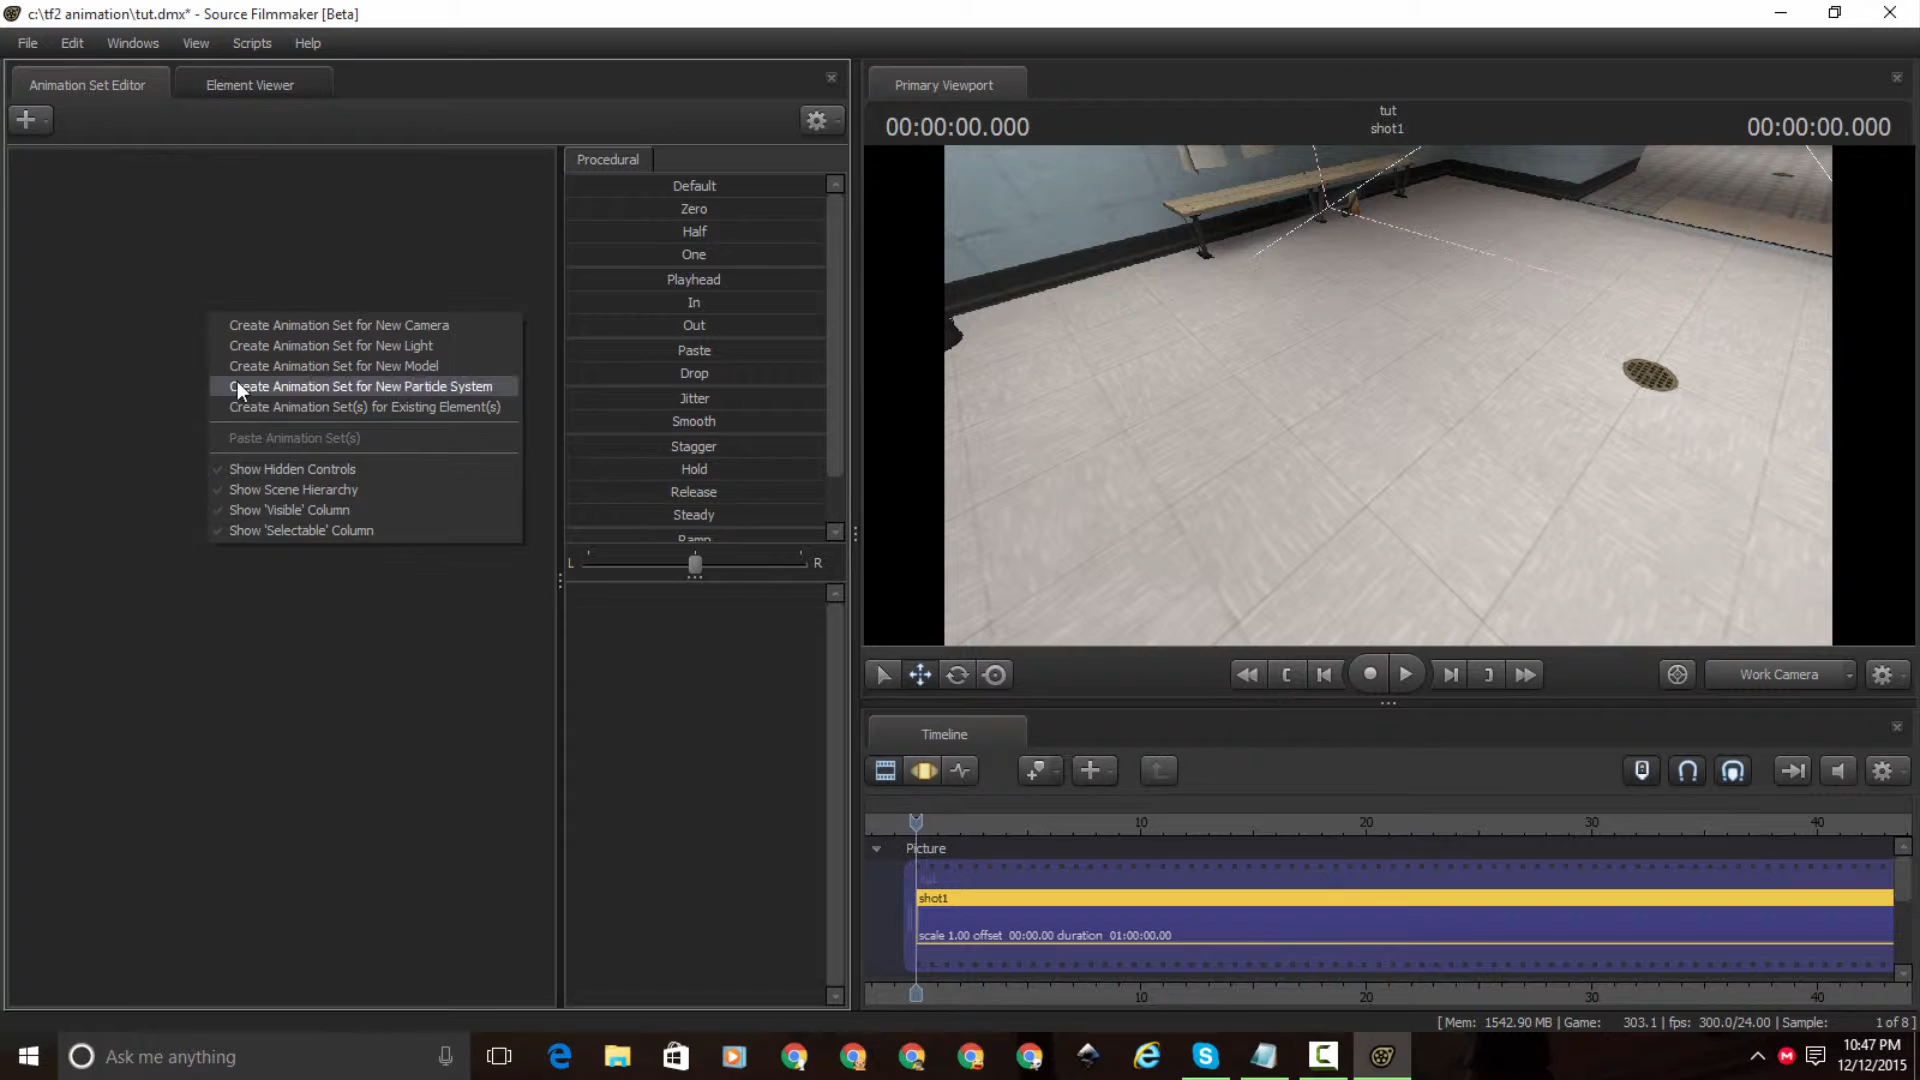 c:\tf2 animation\tut.dmx* - Source Filmmaker [Beta]
File Edit Windows View Scripts Help
Animation Set Editor Element Viewer
Primary Viewport
00:00:00.000
tut
shot1
00:00:00.000
Procedural
Default
Zero
Half
One
Playhead
In
Out
Paste
Drop
Jitter
Smooth
Stagger
Hold
Release
Steady
Ramp
L R
Create Animation Set for New Camera
Create Animation Set for New Light
Create Animation Set for New Model
Create Animation Set for New Particle System
Create Animation Set(s) for Existing Element(s)
Paste Animation Set(s)
Show Hidden Controls
Show Scene Hierarchy
Show 'Visible' Column
Show 'Selectable' Column
Work Camera
Timeline
10 20 30 40
Picture
tut
shot1
scale 1.00 offset 00:00.00 duration 01:00:00.00
10 20 30 40
[ Mem: 1542.90 MB | Game: 303.1 | fps: 300.0/24.00 | Sample: 1 of 8 ]
Ask me anything
10:47 PM
12/12/2015